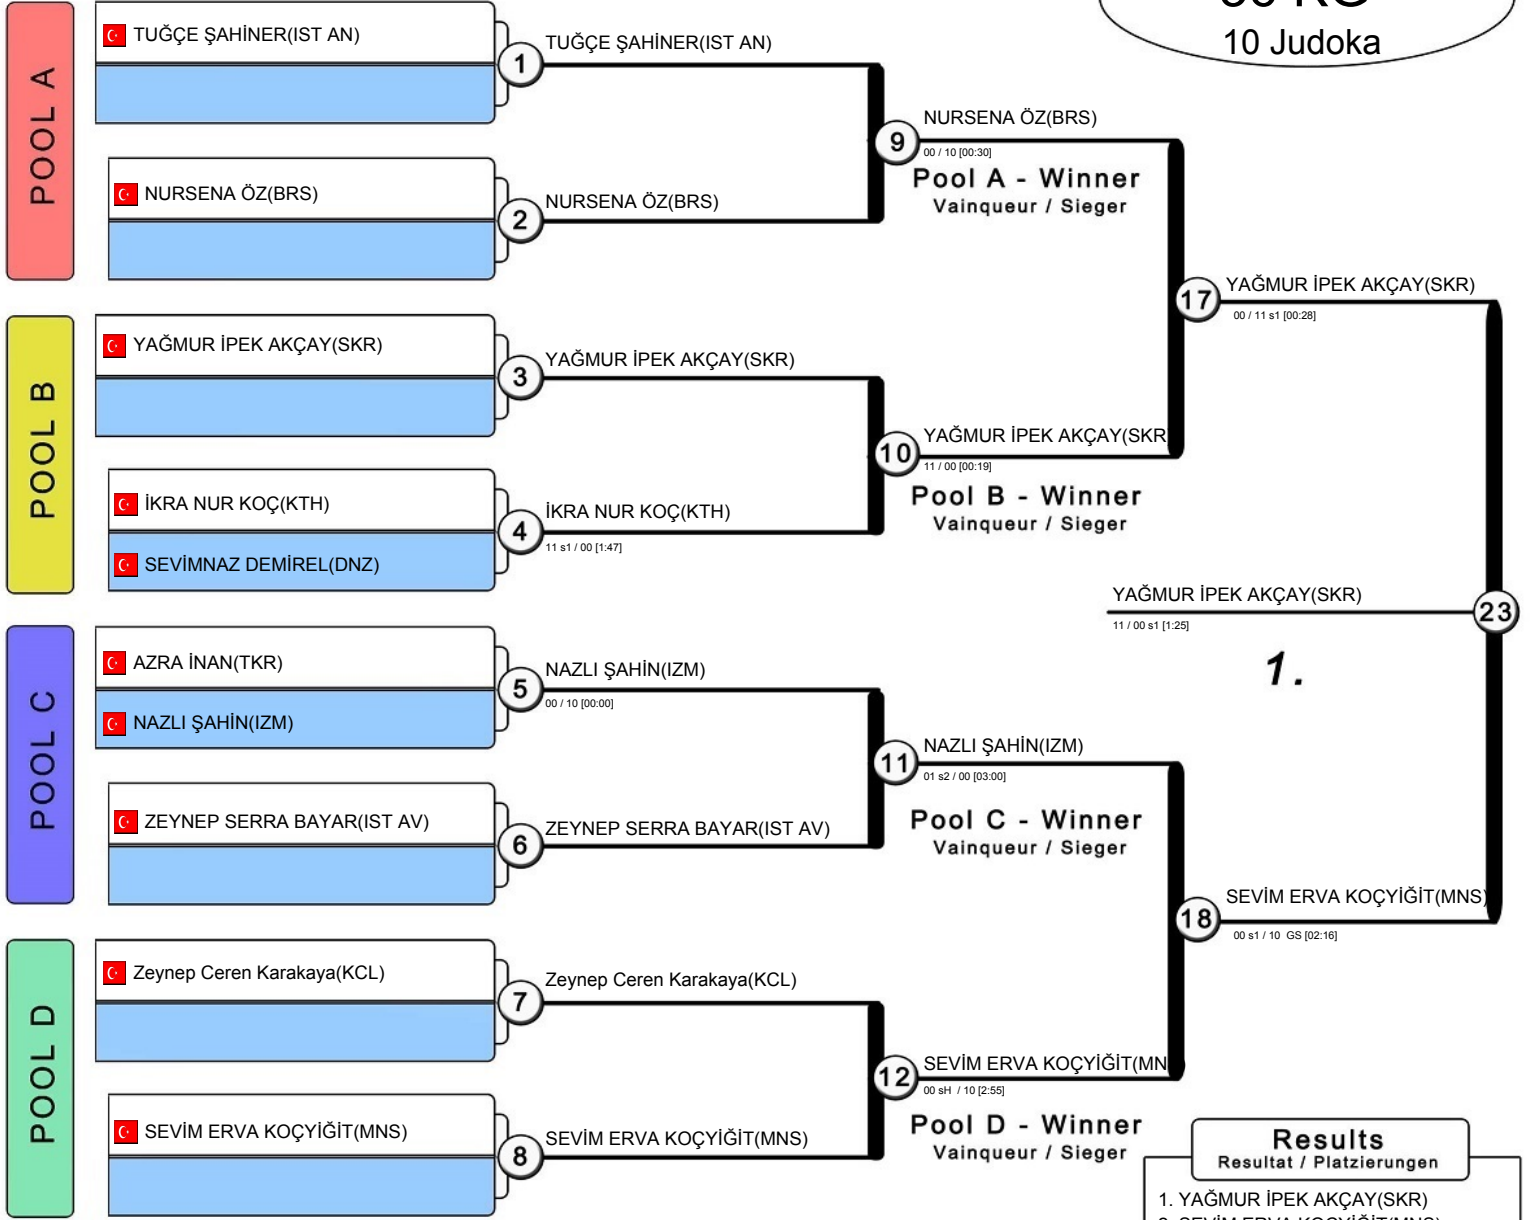 10 Judoka
POOL A
TUĞÇE ŞAHİNER(IST AN)
1
TUĞÇE ŞAHİNER(IST AN)
NURSENA ÖZ(BRS)
2
NURSENA ÖZ(BRS)
9
NURSENA ÖZ(BRS)
00 / 10 [00:30]
Pool A - Winner
Vainqueur / Sieger
POOL B
YAĞMUR İPEK AKÇAY(SKR)
3
YAĞMUR İPEK AKÇAY(SKR)
İKRA NUR KOÇ(KTH)
SEVİMNAZ DEMİREL(DNZ)
4
İKRA NUR KOÇ(KTH)
11 s1 / 00 [1:47]
10
YAĞMUR İPEK AKÇAY(SKR
11 / 00 [00:19]
Pool B - Winner
Vainqueur / Sieger
17
YAĞMUR İPEK AKÇAY(SKR)
00 / 11 s1 [00:28]
POOL C
AZRA İNAN(TKR)
NAZLI ŞAHİN(IZM)
5
NAZLI ŞAHİN(IZM)
00 / 10 [00:00]
ZEYNEP SERRA BAYAR(IST AV)
6
ZEYNEP SERRA BAYAR(IST AV)
11
NAZLI ŞAHİN(IZM)
01 s2 / 00 [03:00]
Pool C - Winner
Vainqueur / Sieger
POOL D
Zeynep Ceren Karakaya(KCL)
7
Zeynep Ceren Karakaya(KCL)
SEVİM ERVA KOÇYİĞİT(MNS)
8
SEVİM ERVA KOÇYİĞİT(MNS)
12
SEVİM ERVA KOÇYİĞİT(MN
00 sH / 10 [2:55]
Pool D - Winner
Vainqueur / Sieger
18
SEVİM ERVA KOÇYİĞİT(MNS)
00 s1 / 10 GS [02:16]
YAĞMUR İPEK AKÇAY(SKR)
11 / 00 s1 [1:25]
23
1.
Results
Resultat / Platzierungen
1. YAĞMUR İPEK AKÇAY(SKR)
2. SEVİM ERVA KOÇYİĞİT(MNS)